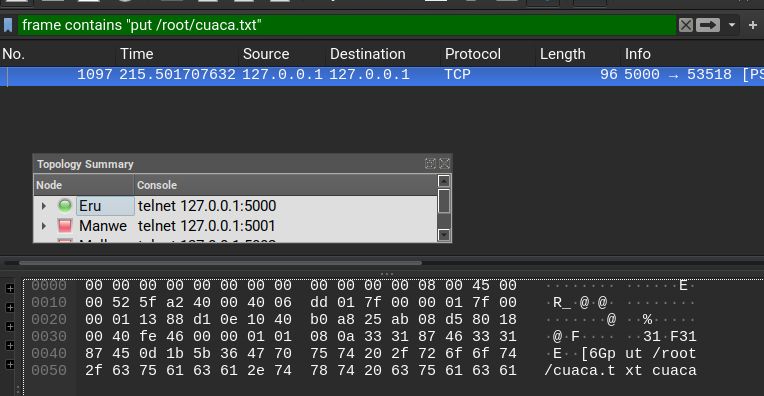 frame contains "put /root/cuaca.txt"
No. Time Source Destination Protocol Length Info
1097 215.501707632 127.0.0.1 127.0.0.1 TCP 96 5000 → 53518 [PS
Topology Summary
Node Console
Eru telnet 127.0.0.1:5000
Manwe telnet 127.0.0.1:5001
0000 00 00 00 00 00 00 00 00 00 00 00 00 08 00 45 00 ········ ······E·
0010 00 52 5f a2 40 00 40 06 dd 01 7f 00 00 01 7f 00 ·R_·@·@· ········
0020 00 01 13 88 d1 0e 10 40 b0 a8 25 ab 08 d5 80 18 ·······@ ··%·····
0030 00 40 fe 46 00 00 01 01 08 0a 33 31 87 46 33 31 ·@·F···· ··31·F31
0040 87 45 0d 1b 5b 36 47 70 75 74 20 2f 72 6f 6f 74 ·E··[6Gp ut /root
0050 2f 63 75 61 63 61 2e 74 78 74 20 63 75 61 63 61 /cuaca.t xt cuaca